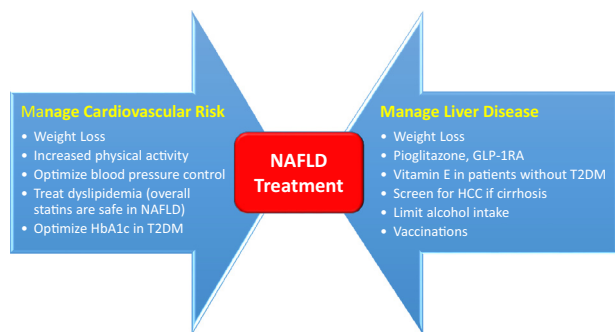 Manage Cardiovascular Risk
• Weight Loss
• Increased physical activity
• Optimize blood pressure control
• Treat dyslipidemia (overall
statins are safe in NAFLD)
• Optimize HbA1c in T2DM
NAFLD
Treatment
Manage Liver Disease
• Weight Loss
• Pioglitazone, GLP-1RA
• Vitamin E in patients without T2DM
• Screen for HCC if cirrhosis
• Limit alcohol intake
• Vaccinations